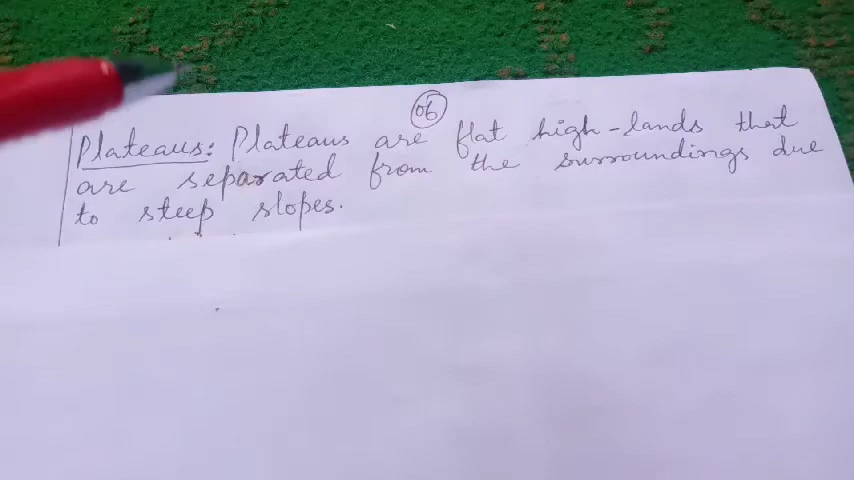 06
Plateaus: Plateaus are flat high-lands that
are separated from the surroundings due
to steep slopes.